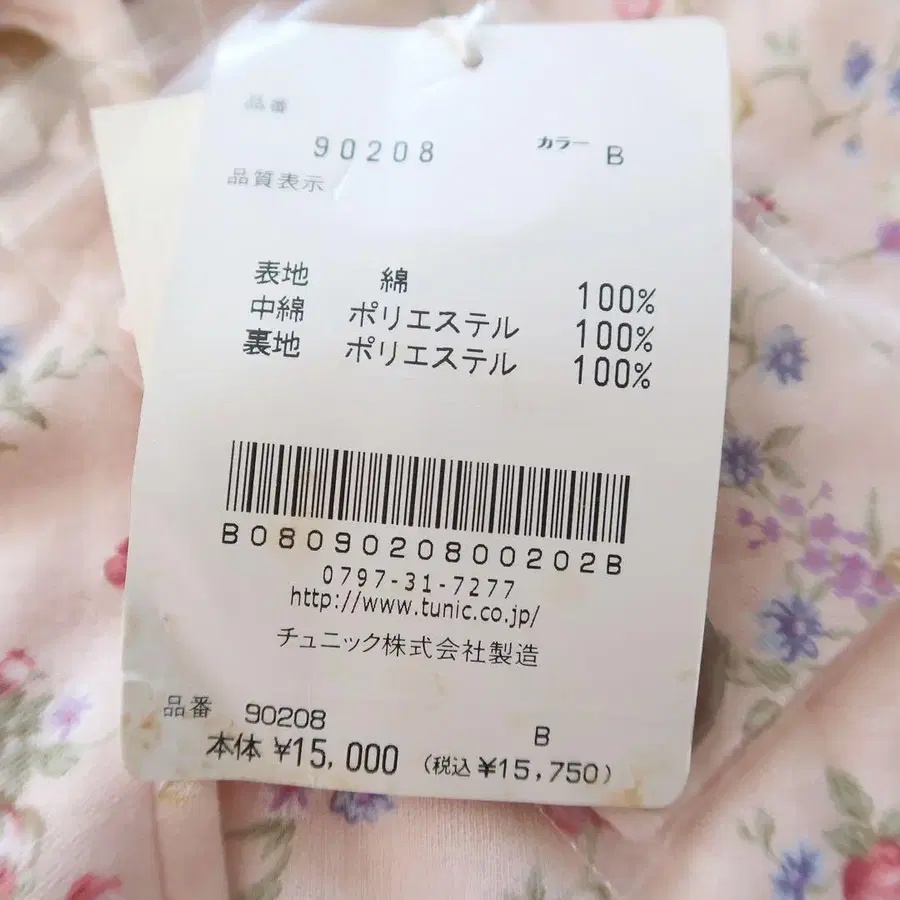 品番
90208 カラー B
品質表示
表地 綿 100%
中綿 ポリエステル 100%
裏地 ポリエステル 100%
B0809020800202B
0797-31-7277
http://www.tunic.co.jp/
チュニック株式会社製造
品番 90208 B
本体 ¥15,000 (税込 ¥15,750)